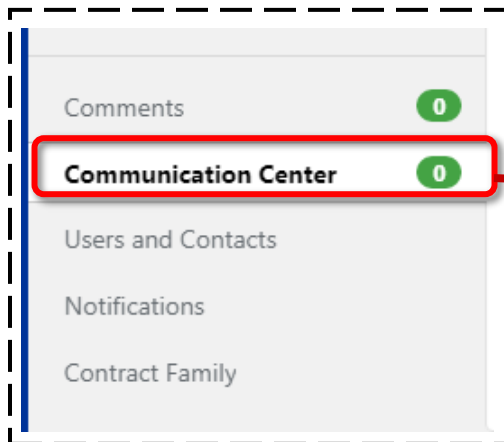 Comments 0
Communication Center 0
Users and Contacts
Notifications
Contract Family